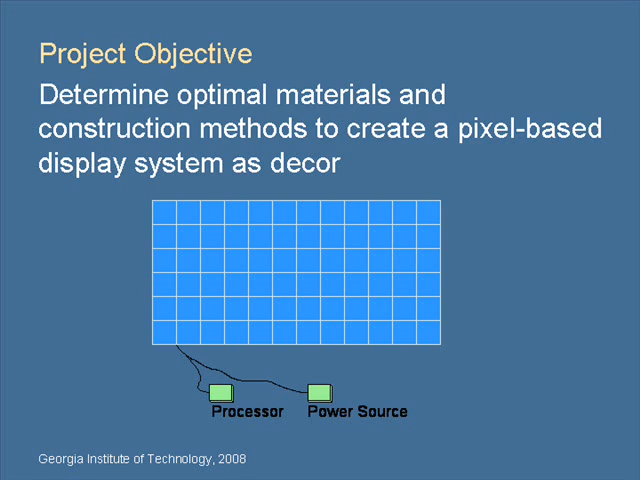 Project Objective
Determine optimal materials and
construction methods to create a pixel-based
display system as decor
Processor
Power Source
Georgia Institute of Technology, 2008